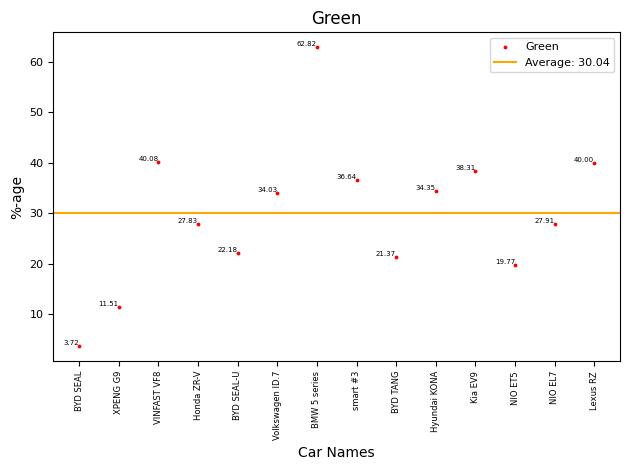 Green
Green
Average: 30.04
%-age
60
50
40
30
20
10
3.72
11.51
40.08
27.83
22.18
34.03
62.82
36.64
21.37
34.35
38.31
19.77
27.91
40.00
BYD SEAL
XPENG G9
VINFAST VF8
Honda ZR-V
BYD SEAL-U
Volkswagen ID.7
BMW 5 series
smart #3
BYD TANG
Hyundai KONA
Kia EV9
NIO ET5
NIO EL7
Lexus RZ
Car Names